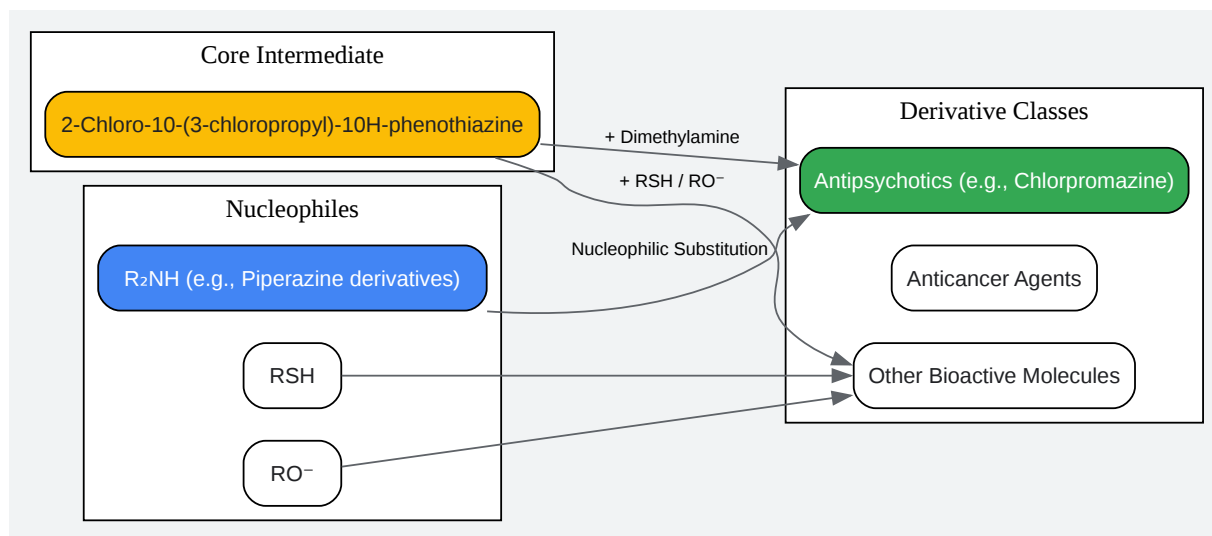 Core Intermediate
2-Chloro-10-(3-chloropropyl)-10H-phenothiazine
Nucleophiles
R₂NH (e.g., Piperazine derivatives)
RSH
RO⁻
+ Dimethylamine
+ RSH / RO⁻
Nucleophilic Substitution
Derivative Classes
Antipsychotics (e.g., Chlorpromazine)
Anticancer Agents
Other Bioactive Molecules